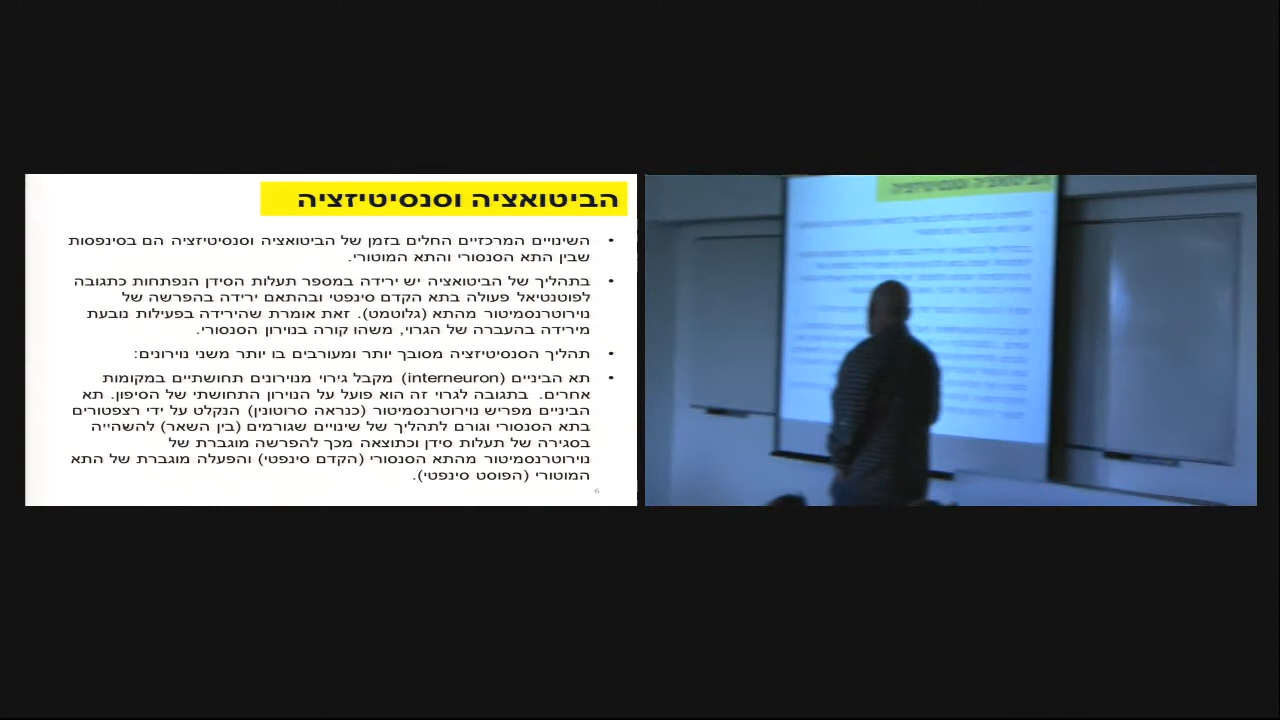 הביטואציה וסנסיטיזציה
• השינויים המרכזיים החלים בזמן של הביטואציה וסנסיטיזציה הם בסינפסות
שבין התא הסנסורי והתא המוטורי.
• בתהליך של הביטואציה יש ירידה במספר תעלות הסידן הנפתחות כתגובה
לפוטנטיאל פעולה בתא הקדם סינפטי ובהתאם ירידה בהפרשה של
נוירוטרנסמיטור מהתא (גלוטמט). זאת אומרת שהירידה בפעילות נובעת
מירידה בהעברה של הגרוי, משהו קורה בנוירון הסנסורי.
• תהליך הסנסיטיזציה מסובך יותר ומעורבים בו יותר משני נוירונים:
• תא הביניים (interneuron) מקבל גירוי מנוירונים תחושתיים במקומות
אחרים. בתגובה לגרוי זה הוא פועל על הנוירון התחושתי של הסיפון. תא
הביניים מפריש נוירוטרנסמיטור (כנראה סרוטונין) הנקלט על ידי רצפטורים
בתא הסנסורי וגורם לתהליך של שינויים שגורמים (בין השאר) להשהייה
בסגירה של תעלות סידן וכתוצאה מכך להפרשה מוגברת של
נוירוטרנסמיטור מהתא הסנסורי (הקדם סינפטי) והפעלה מוגברת של התא
המוטורי (הפוסט סינפטי).
6
הביטואציה וסנסיטיזציה